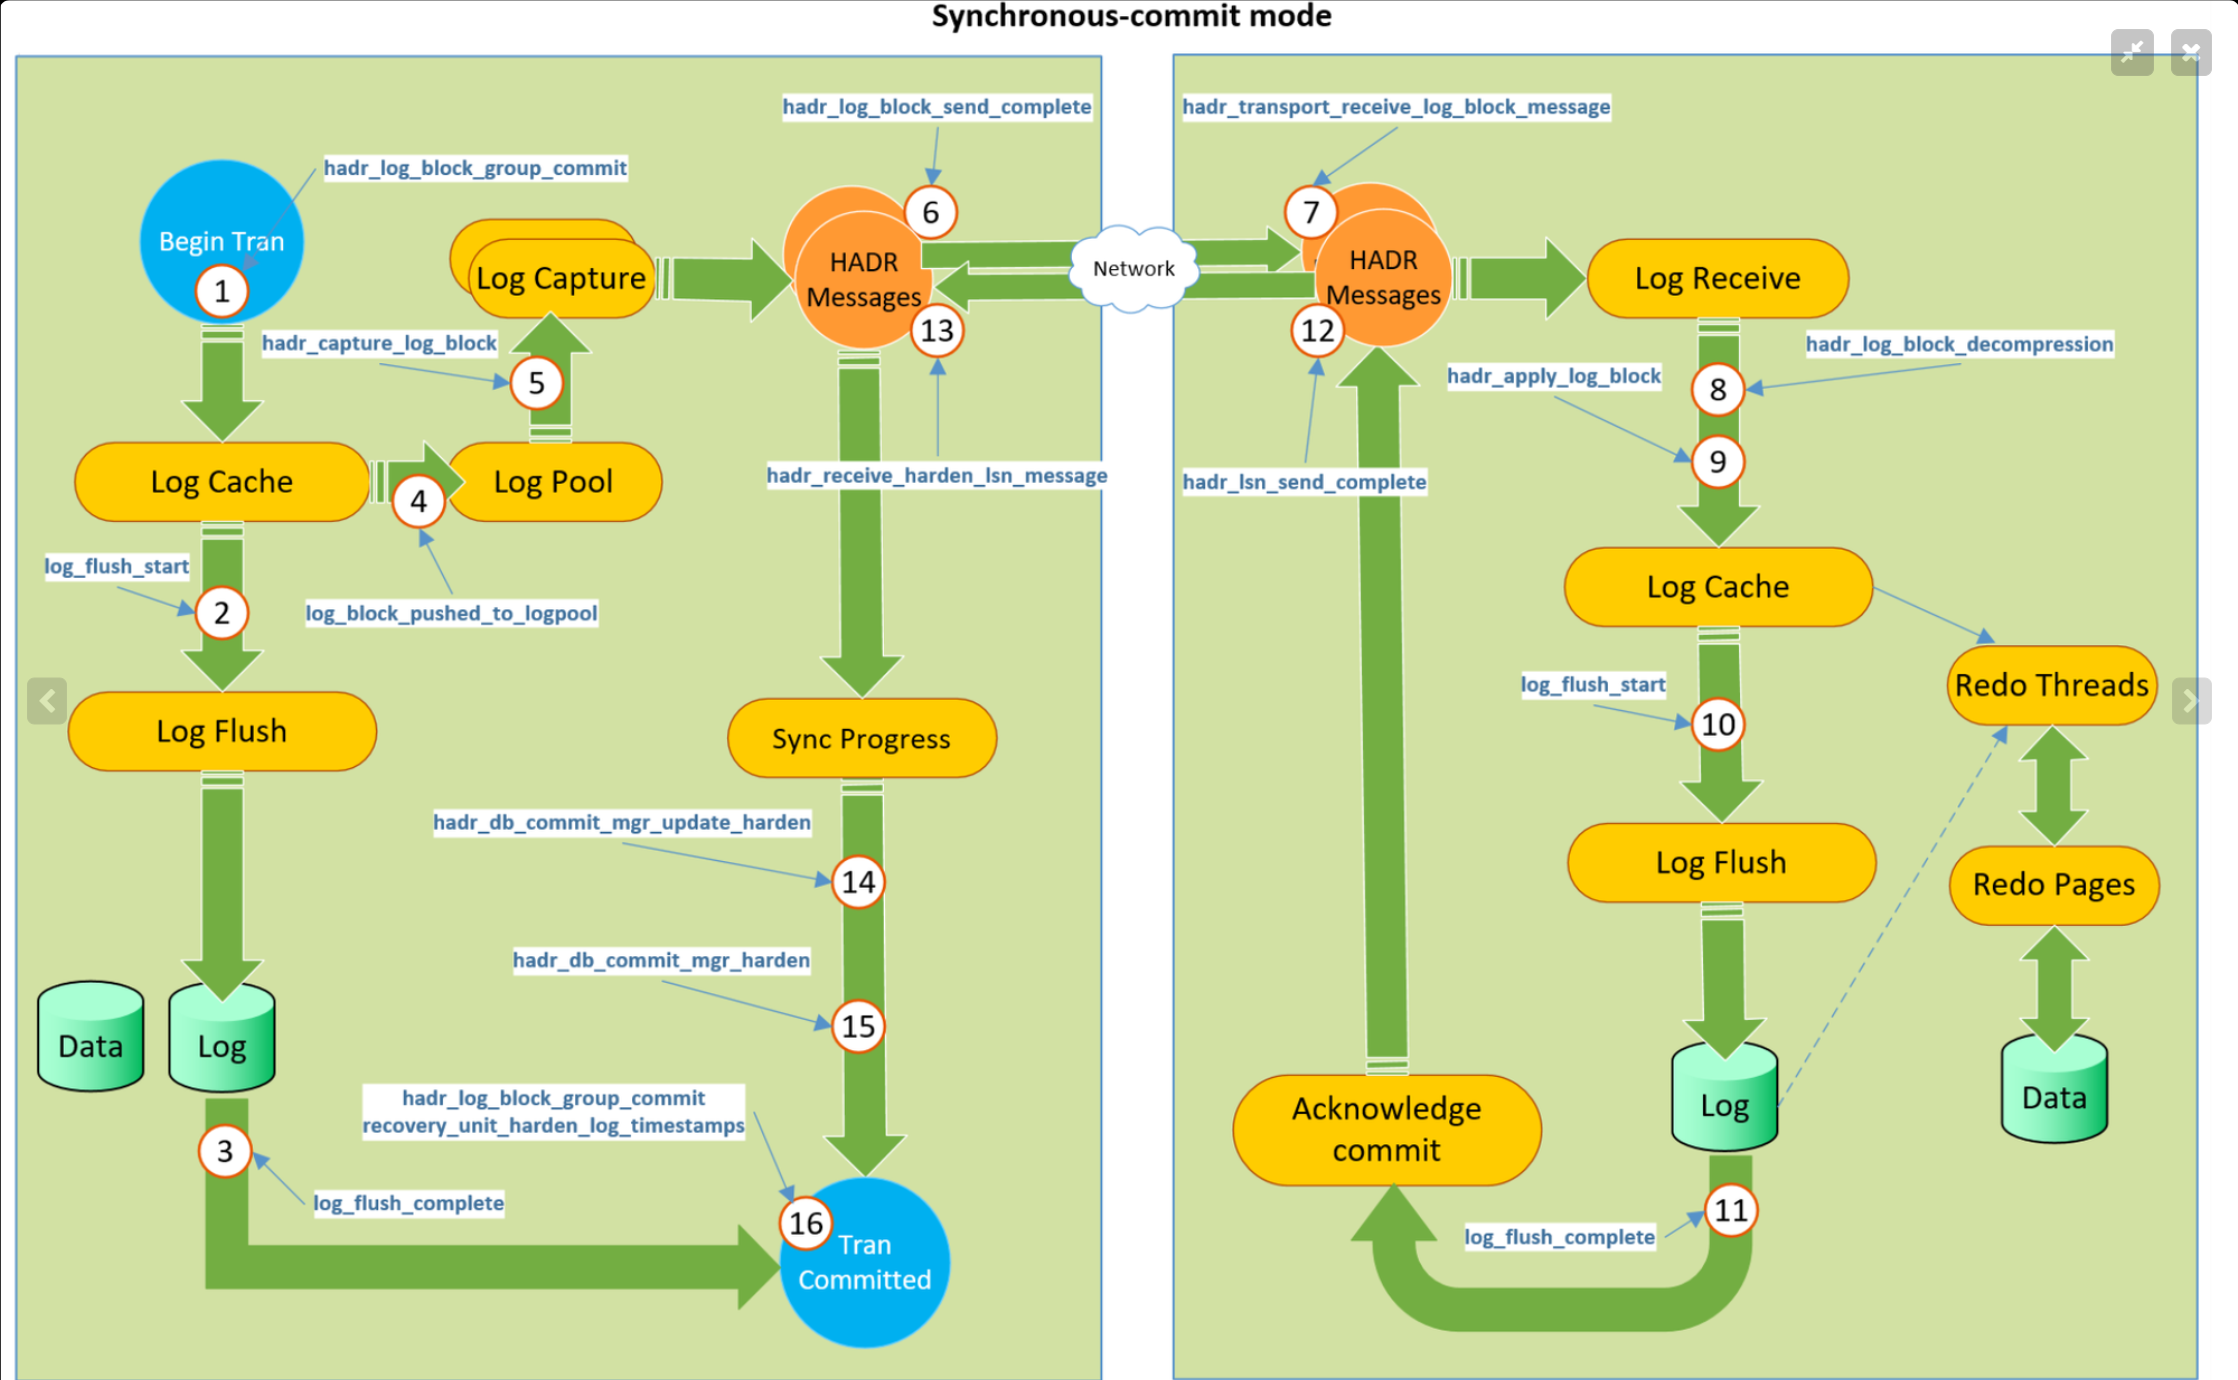 Synchronous-commit mode
hadr_log_block_group_commit
Begin Tran
1
hadr_log_block_send_complete
6
Log Capture
HADR
Messages
13
hadr_capture_log_block
5
Log Cache
4
Log Pool
hadr_receive_harden_lsn_message
log_flush_start
2
log_block_pushed_to_logpool
Log Flush
Sync Progress
hadr_db_commit_mgr_update_harden
14
hadr_db_commit_mgr_harden
15
Data
Log
hadr_log_block_group_commit
recovery_unit_harden_log_timestamps
3
log_flush_complete
16
Tran
Committed
Network
hadr_transport_receive_log_block_message
7
HADR
Messages
12
Log Receive
hadr_log_block_decompression
8
hadr_apply_log_block
9
hadr_lsn_send_complete
Log Cache
Redo Threads
log_flush_start
10
Log Flush
Redo Pages
Acknowledge
commit
Log
Data
11
log_flush_complete